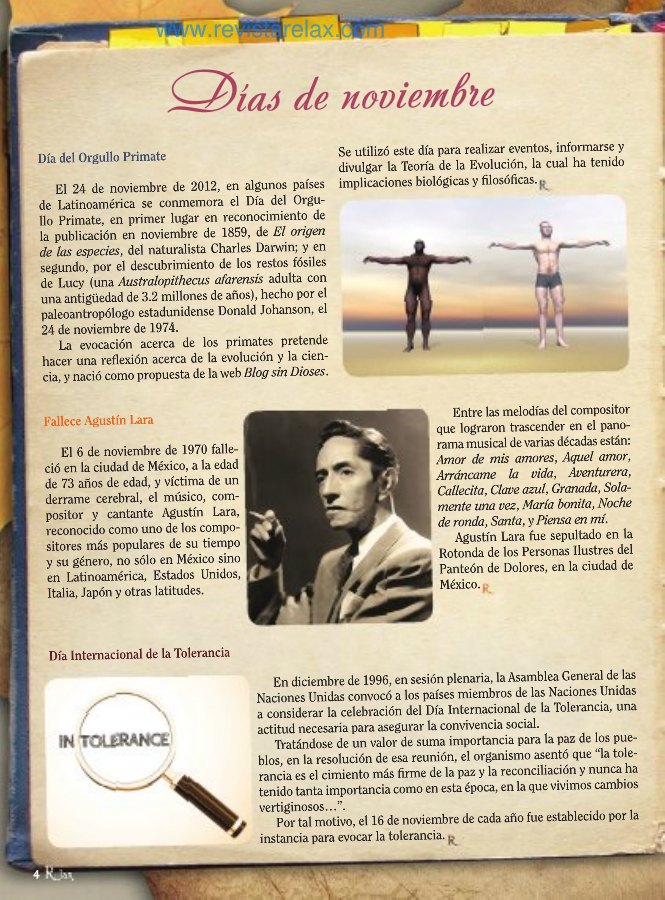 www.revistarelax.com
Días de noviembre
Día del Orgullo Primate
El 24 de noviembre de 2012, en algunos países
de Latinoamérica se conmemora el Día del Orgu-
llo Primate, en primer lugar en reconocimiento de
la publicación en noviembre de 1859, de El origen
de las especies, del naturalista Charles Darwin; y en
segundo, por el descubrimiento de los restos fósiles
de Lucy (una Australopithecus afarensis adulta con
una antigüedad de 3.2 millones de años), hecho por el
paleoantropólogo estadunidense Donald Johanson, el
24 de noviembre de 1974.
La evocación acerca de los primates pretende
hacer una reflexión acerca de la evolución y la cien-
cia, y nació como propuesta de la web Blog sin Dioses.
Se utilizó este día para realizar eventos, informarse y
divulgar la Teoría de la Evolución, la cual ha tenido
implicaciones biológicas y filosóficas. R
Fallece Agustín Lara
El 6 de noviembre de 1970 falle-
ció en la ciudad de México, a la edad
de 73 años de edad, y víctima de un
derrame cerebral, el músico, com-
positor y cantante Agustín Lara,
reconocido como uno de los compo-
sitores más populares de su tiempo
y su género, no sólo en México sino
en Latinoamérica, Estados Unidos,
Italia, Japón y otras latitudes.
Entre las melodías del compositor
que lograron trascender en el pano-
rama musical de varias décadas están:
Amor de mis amores, Aquel amor,
Arráncame la vida, Aventurera,
Callecita, Clave azul, Granada, Sola-
mente una vez, María bonita, Noche
de ronda, Santa, y Piensa en mí.
Agustín Lara fue sepultado en la
Rotonda de los Personas Ilustres del
Panteón de Dolores, en la ciudad de
México. R
Día Internacional de la Tolerancia
IN TOLERANCE
En diciembre de 1996, en sesión plenaria, la Asamblea General de las
Naciones Unidas convocó a los países miembros de las Naciones Unidas
a considerar la celebración del Día Internacional de la Tolerancia, una
actitud necesaria para asegurar la convivencia social.
Tratándose de un valor de suma importancia para la paz de los pue-
blos, en la resolución de esa reunión, el organismo asentó que “la tole-
rancia es el cimiento más firme de la paz y la reconciliación y nunca ha
tenido tanta importancia como en esta época, en la que vivimos cambios
vertiginosos…”.
Por tal motivo, el 16 de noviembre de cada año fue establecido por la
instancia para evocar la tolerancia. R
4 Relax